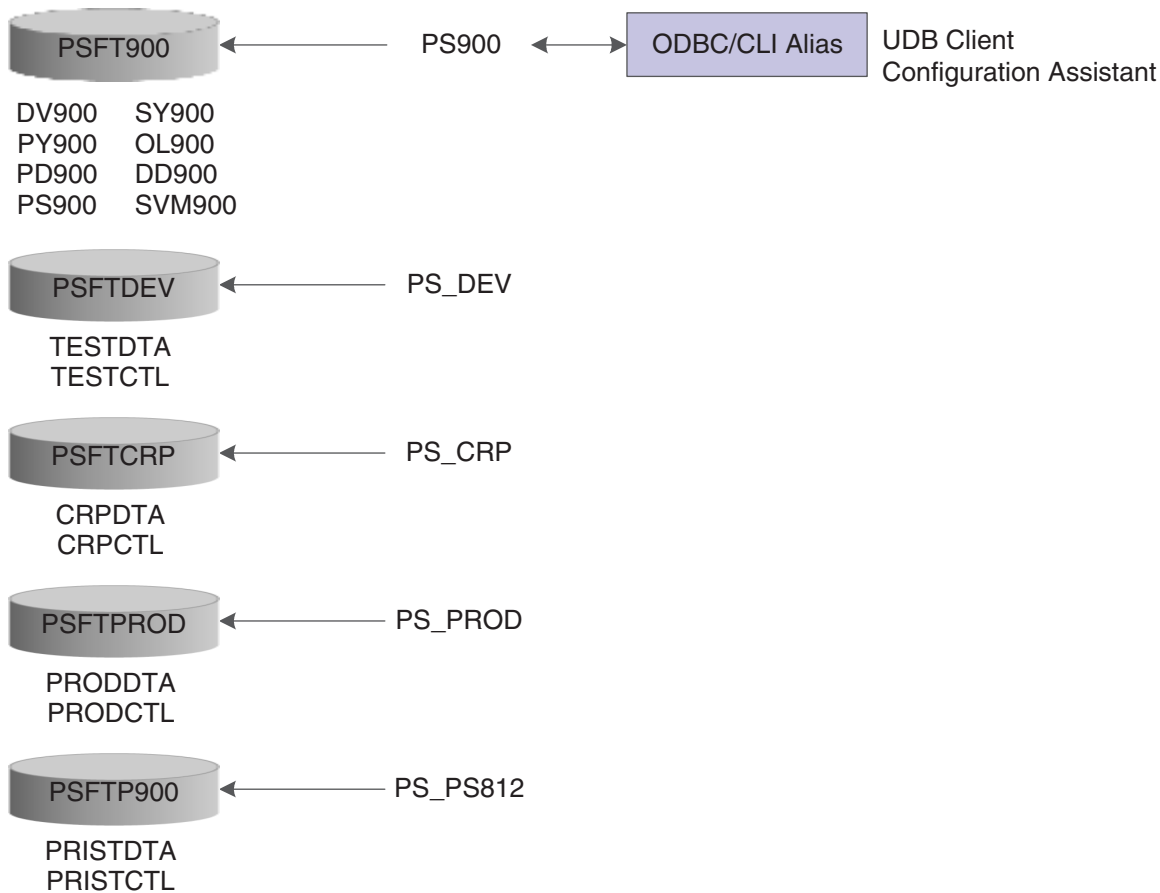 PSFT900
PS900
ODBC/CLI Alias
UDB Client
Configuration Assistant
DV900 SY900
PY900 OL900
PD900 DD900
PS900 SVM900
PSFTDEV
PS_DEV
TESTDTA
TESTCTL
PSFTCRP
PS_CRP
CRPDTA
CRPCTL
PSFTPROD
PS_PROD
PRODDTA
PRODCTL
PSFTP900
PS_PS812
PRISTDTA
PRISTCTL